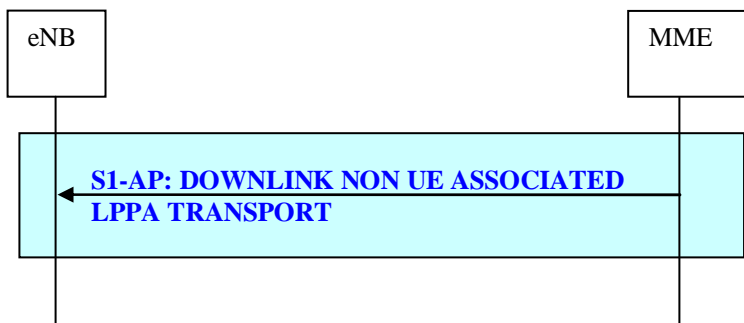 eNB
MME
S1-AP: DOWNLINK NON UE ASSOCIATED
LPPA TRANSPORT